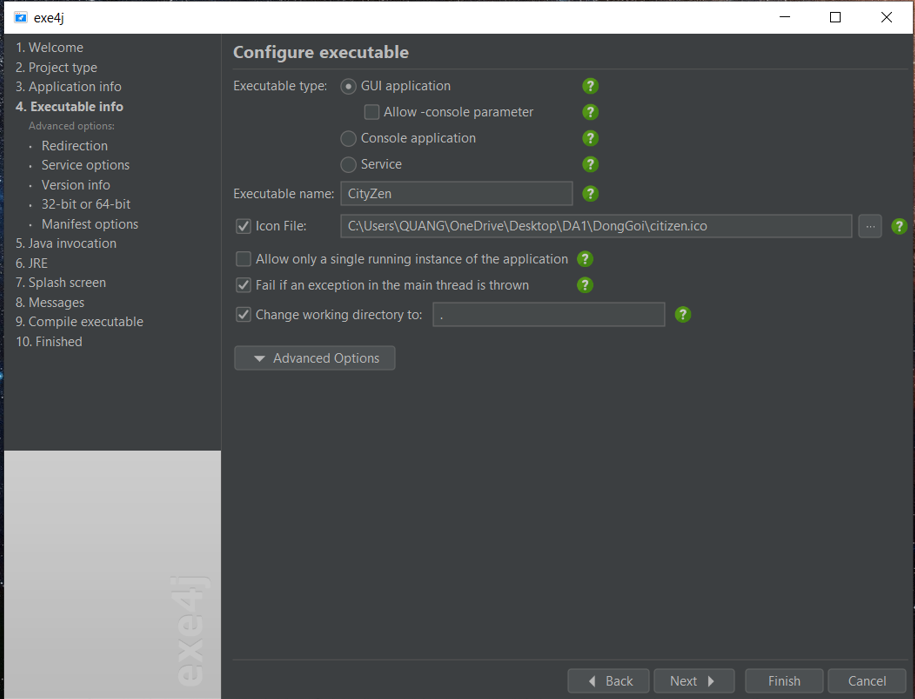 exe4j
1. Welcome
2. Project type
3. Application info
4. Executable info
Advanced options:
• Redirection
• Service options
• Version info
• 32-bit or 64-bit
• Manifest options
5. Java invocation
6. JRE
7. Splash screen
8. Messages
9. Compile executable
10. Finished
exe4j
Configure executable
Executable type: GUI application ?
Allow -console parameter ?
Console application ?
Service ?
Executable name: CityZen ?
Icon File: C:\Users\QUANG\OneDrive\Desktop\DA1\DongGoi\citizen.ico ... ?
Allow only a single running instance of the application ?
Fail if an exception in the main thread is thrown ?
Change working directory to: . ?
Advanced Options
Back Next Finish Cancel